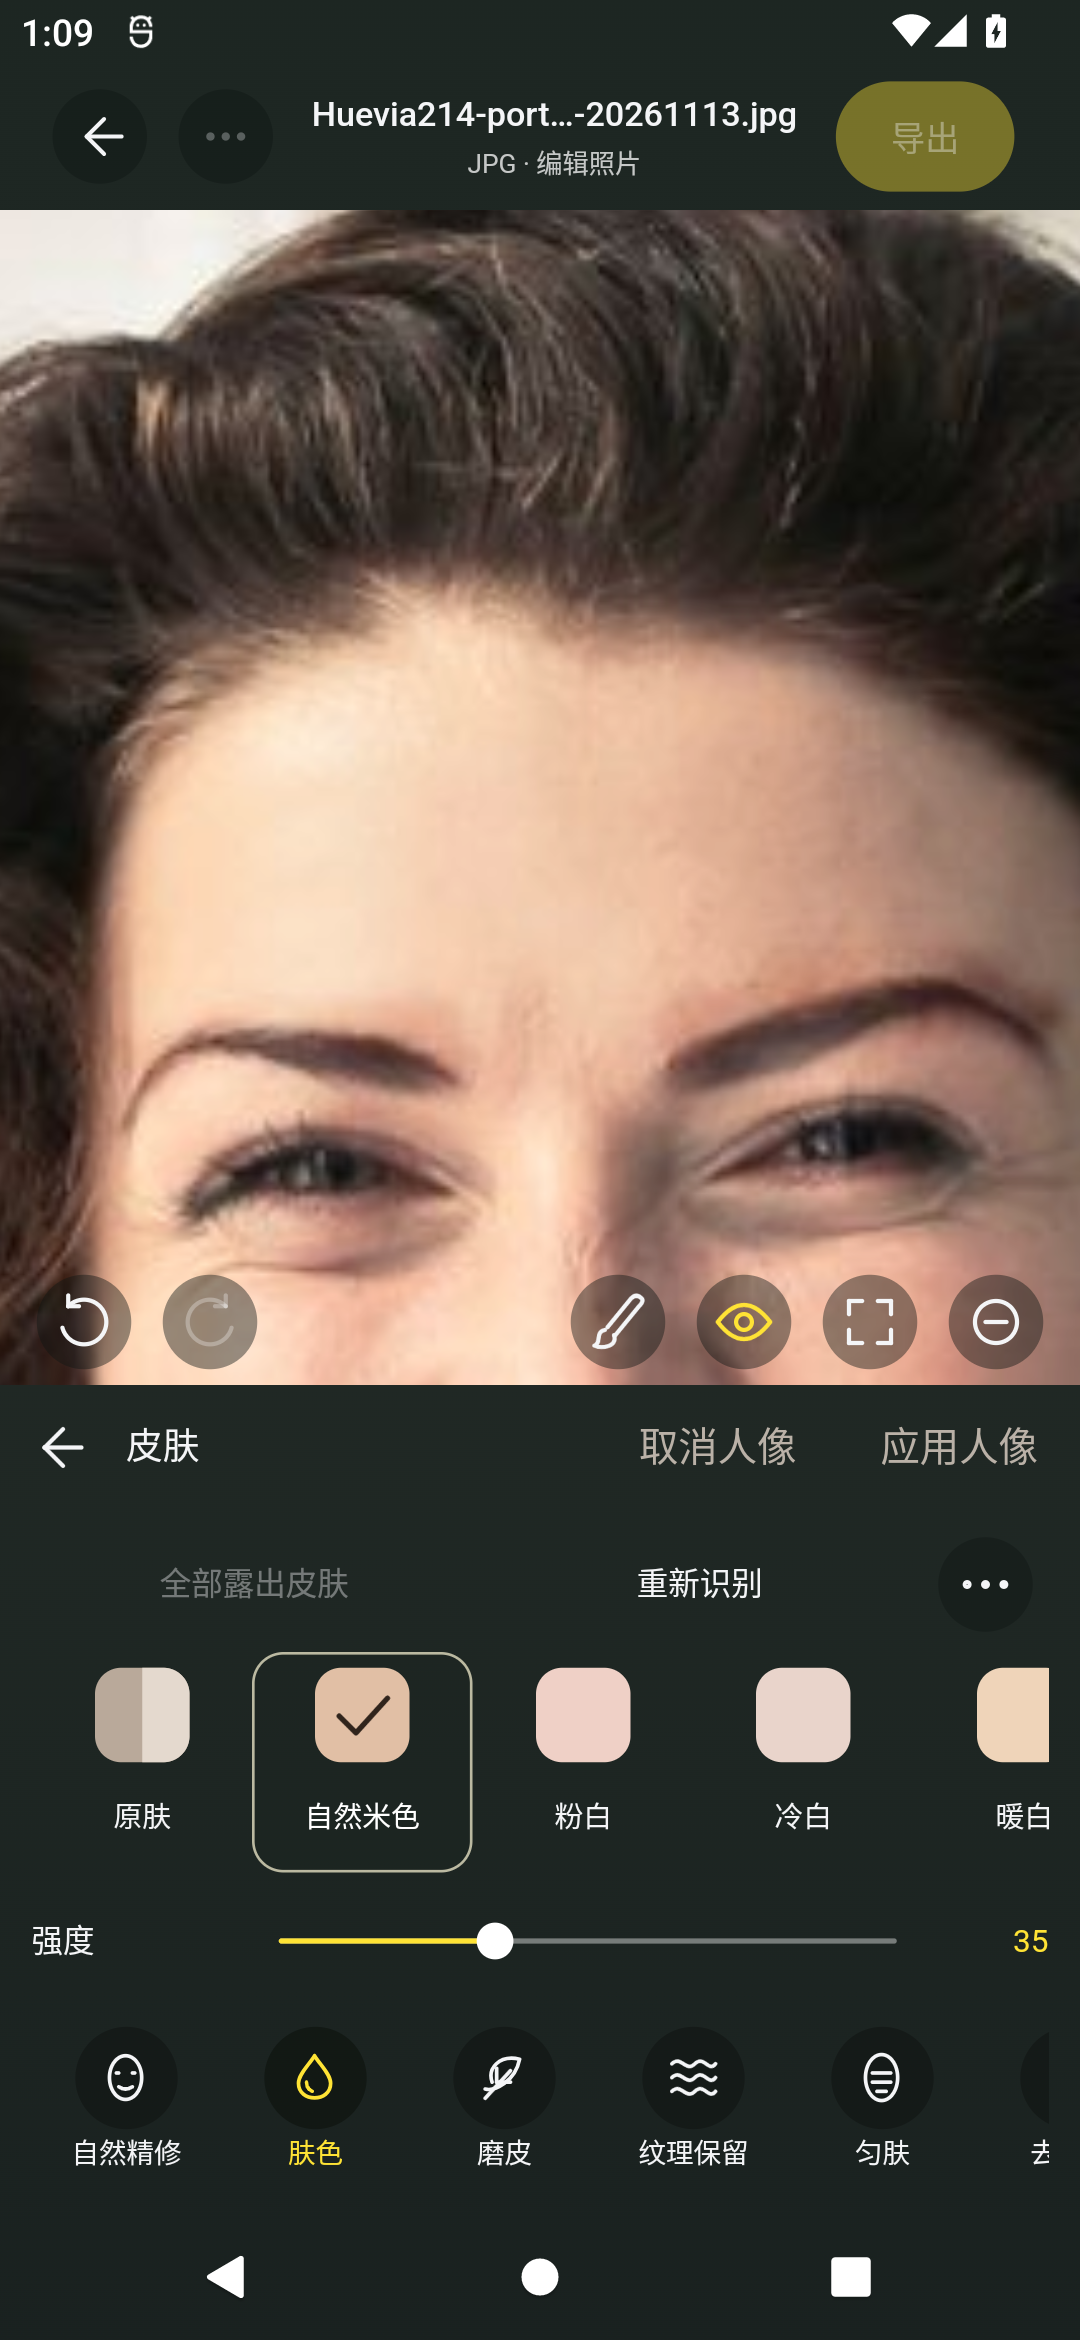 1:09
Huevia214-port...-20261113.jpg
JPG · 编辑照片
导出
皮肤
取消人像
应用人像
全部露出皮肤
重新识别
原肤
自然米色
粉白
冷白
暖白
强度
35
自然精修
肤色
磨皮
纹理保留
匀肤
去